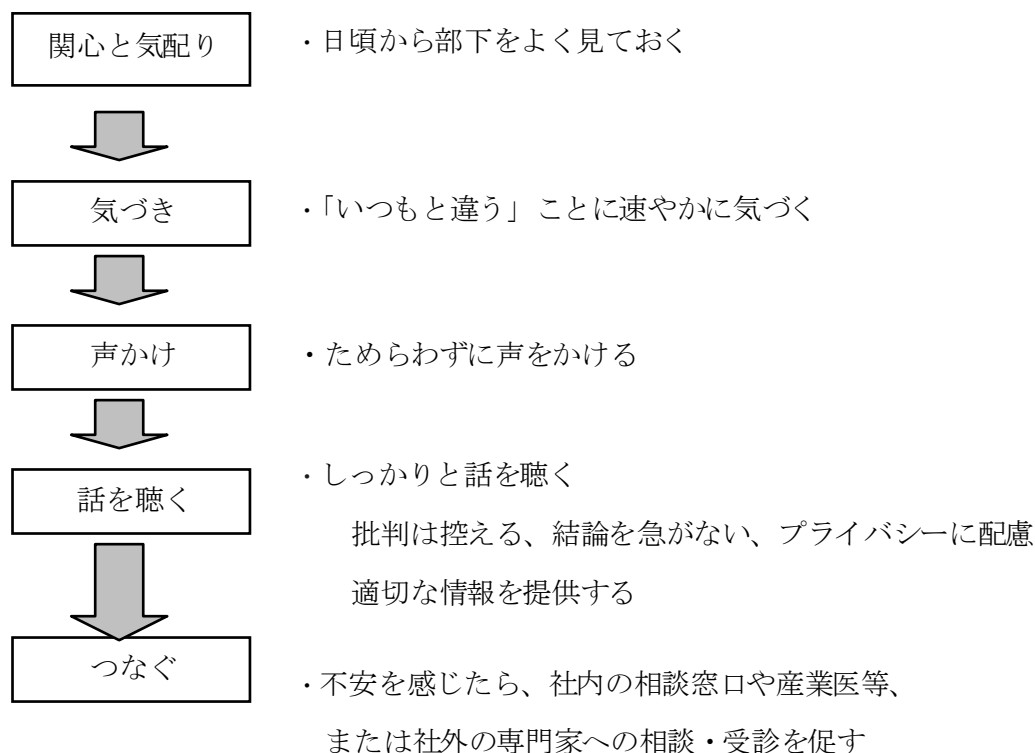 関心と気配り
・日頃から部下をよく見ておく
気づき
・「いつもと違う」ことに速やかに気づく
声かけ
・ためらわずに声をかける
話を聴く
・しっかりと話を聴く
批判は控える、結論を急がない、プライバシーに配慮
適切な情報を提供する
つなぐ
・不安を感じたら、社内の相談窓口や産業医等、
または社外の専門家への相談・受診を促す